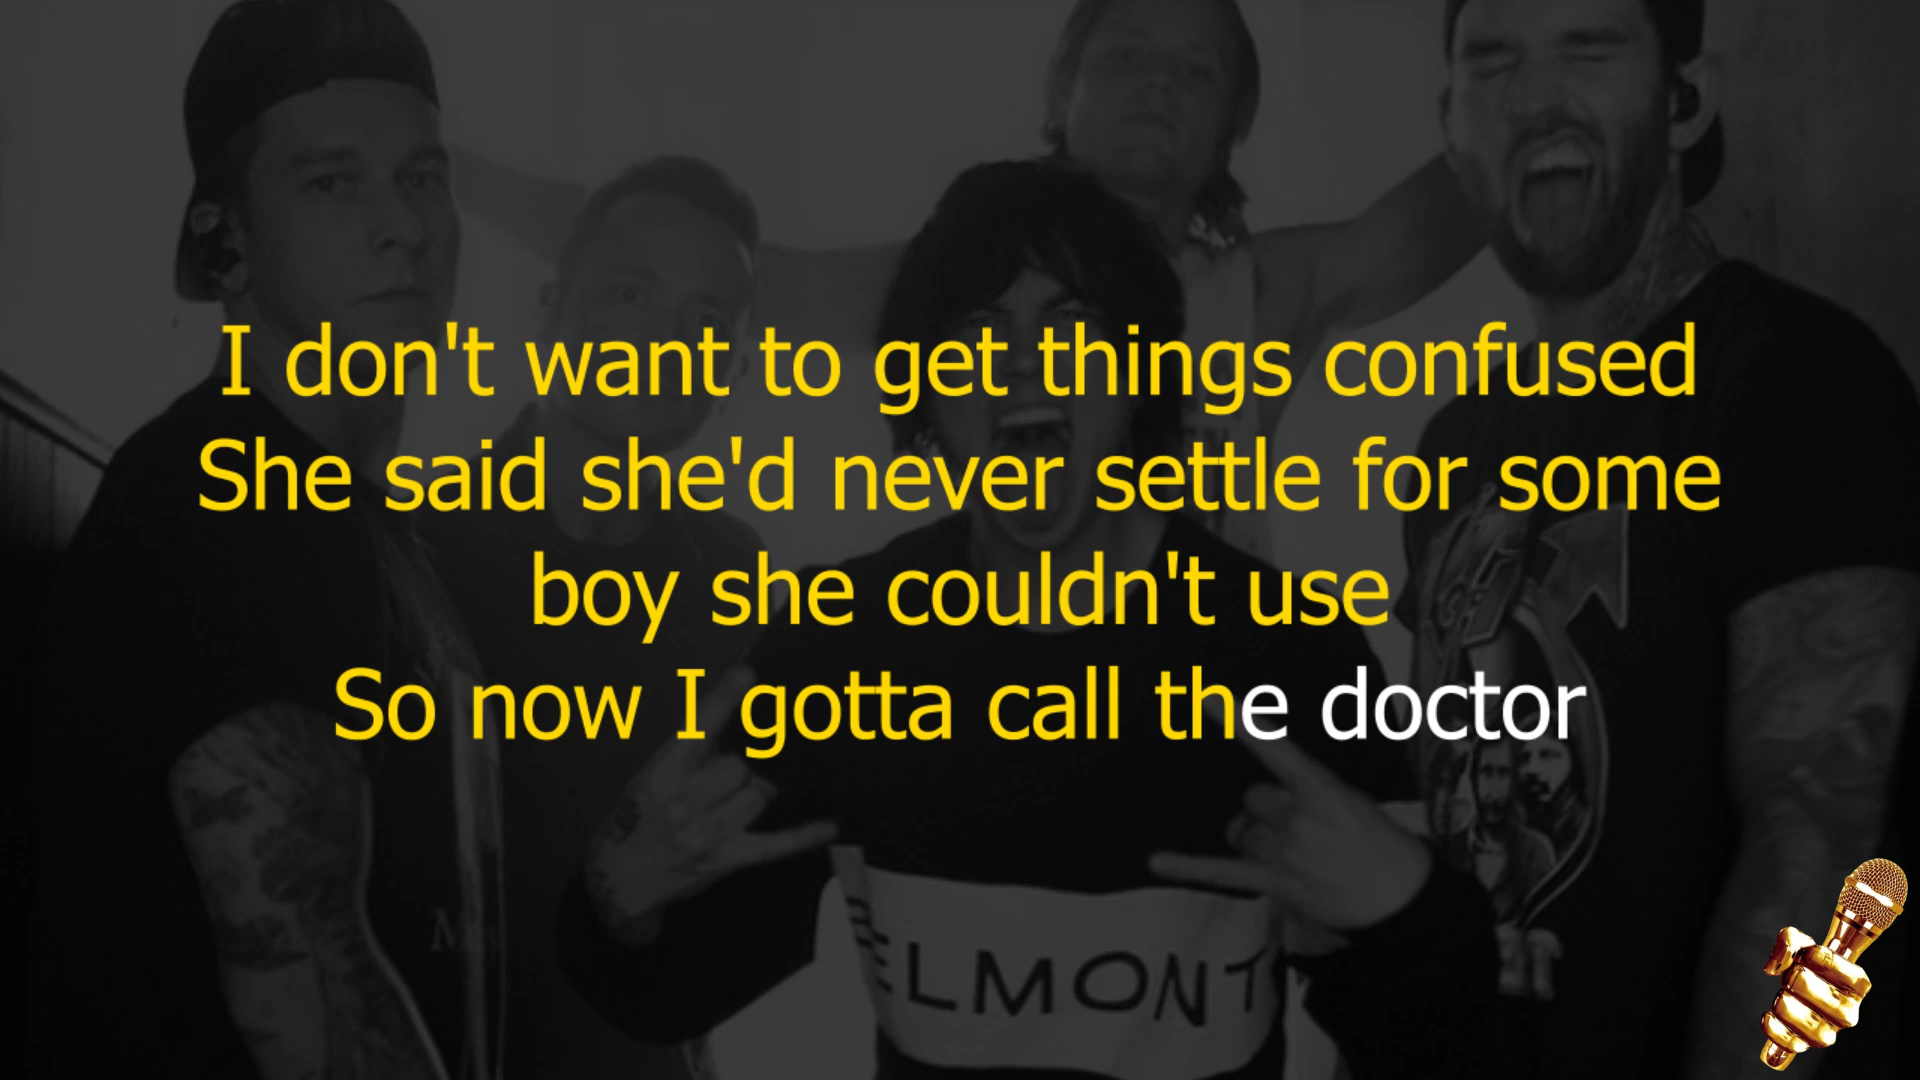 I don't want to get things confused
She said she'd never settle for some
boy she couldn't use
So now I gotta call the doctor
ELMONT